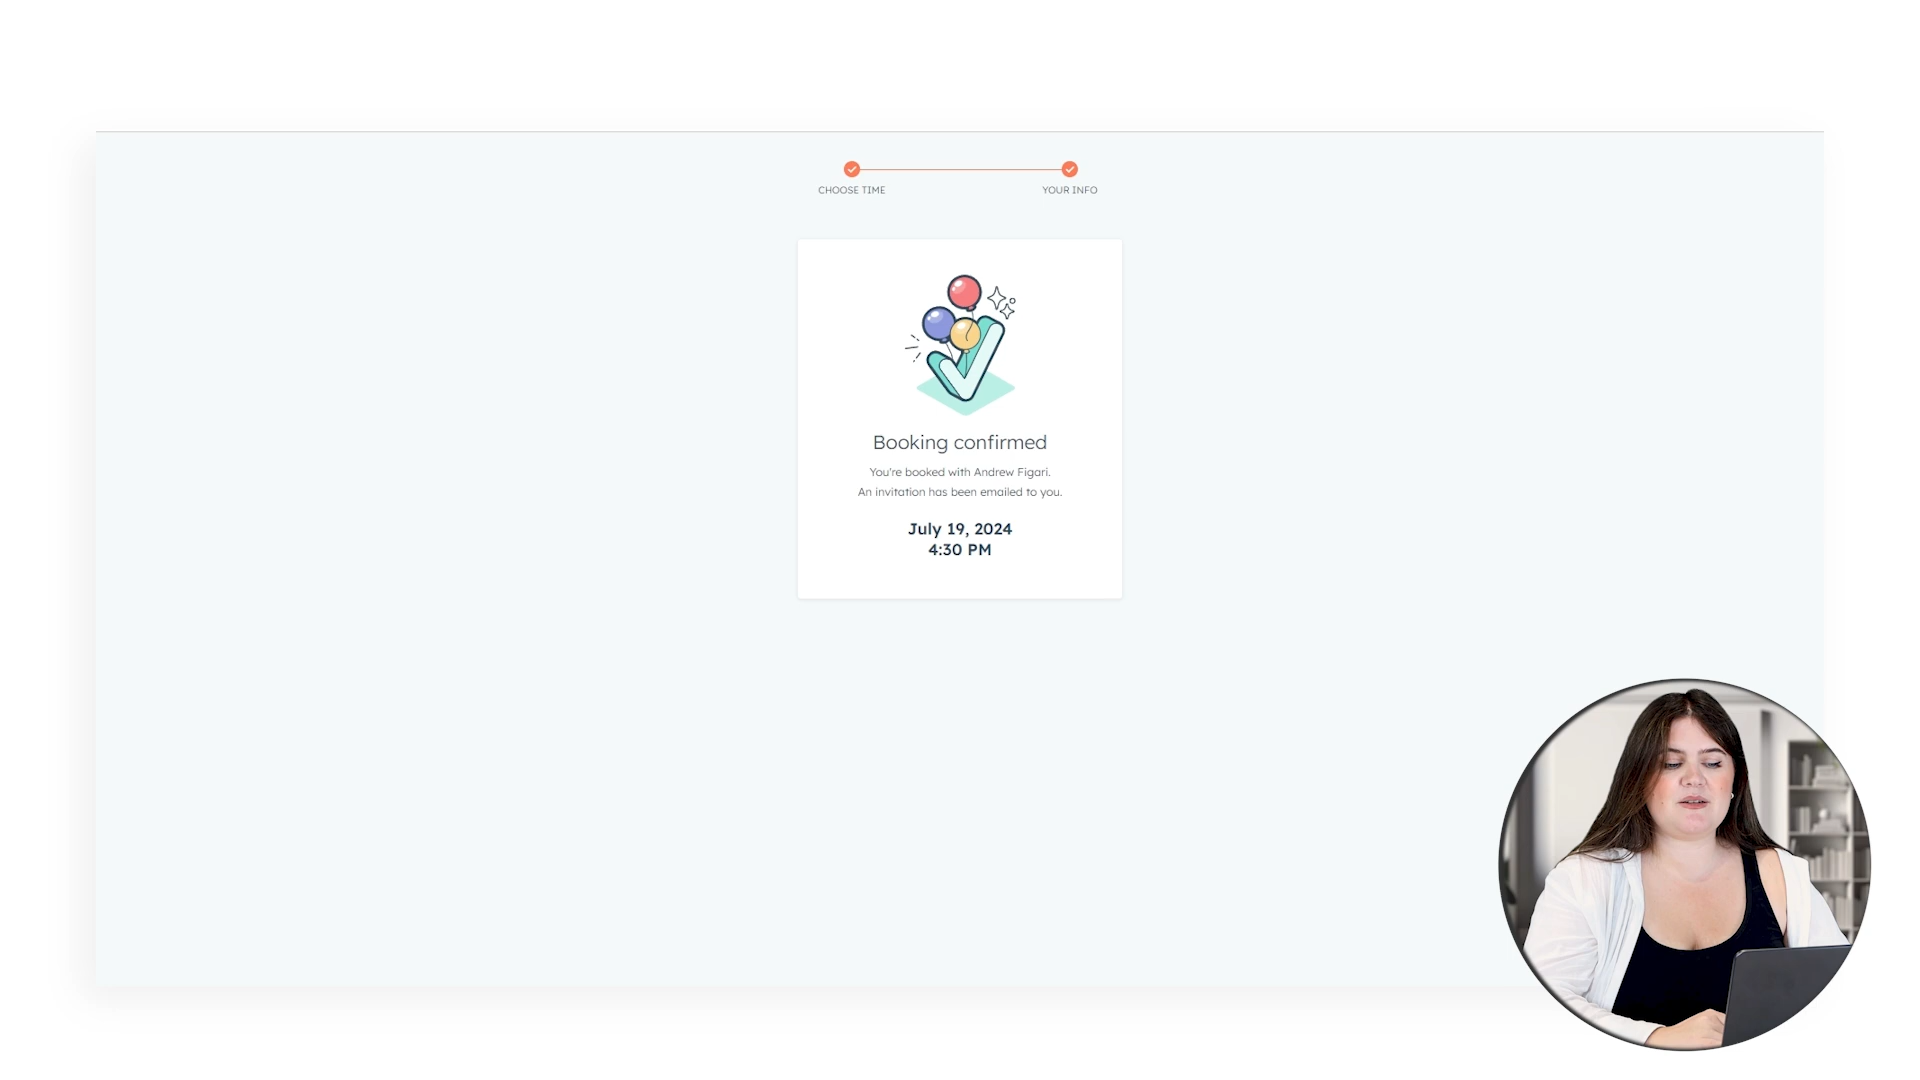 CHOOSE TIME
YOUR INFO
Booking confirmed
You're booked with Andrew Figari.
An invitation has been emailed to you.
July 19, 2024
4:30 PM